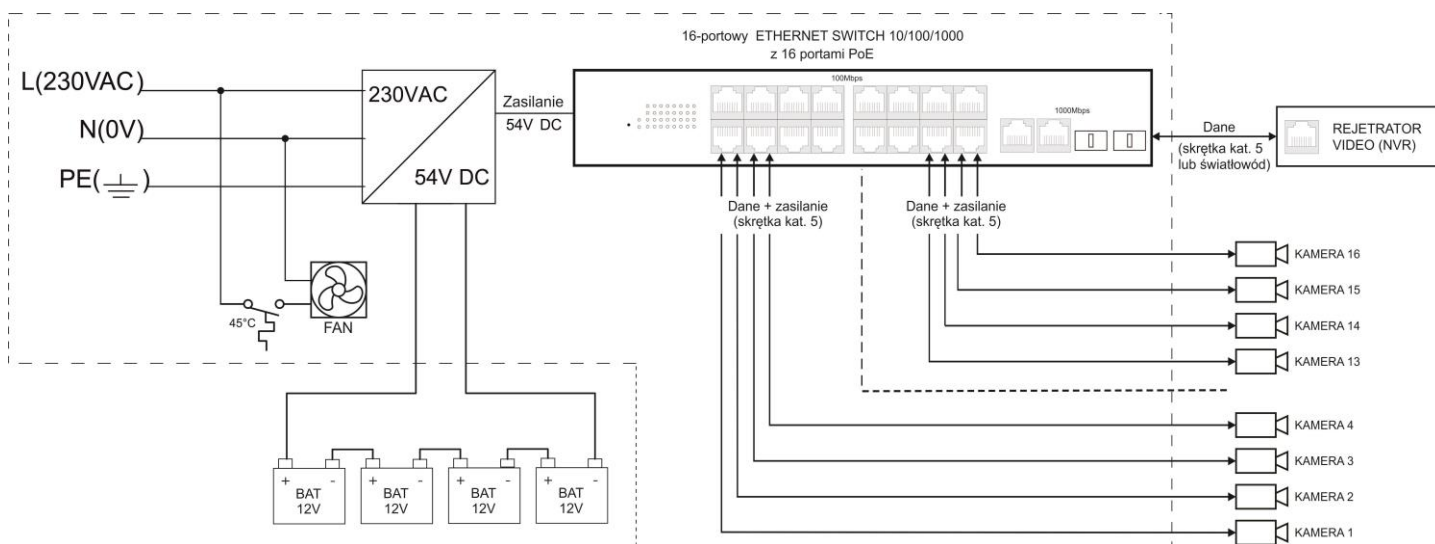 16-portowy ETHERNET SWITCH 10/100/1000
z 16 portami PoE
100Mbps
1000Mbps
L(230VAC)
N(0V)
PE( )
230VAC
54V DC
Zasilanie
54V DC
Dane
(skrętka kat. 5
lub światłowód)
REJETRATOR
VIDEO (NVR)
Dane + zasilanie
(skrętka kat. 5)
Dane + zasilanie
(skrętka kat. 5)
45°C
FAN
KAMERA 16
KAMERA 15
KAMERA 14
KAMERA 13
KAMERA 4
KAMERA 3
KAMERA 2
KAMERA 1
+ -
BAT
12V
+ -
BAT
12V
+ -
BAT
12V
+ -
BAT
12V